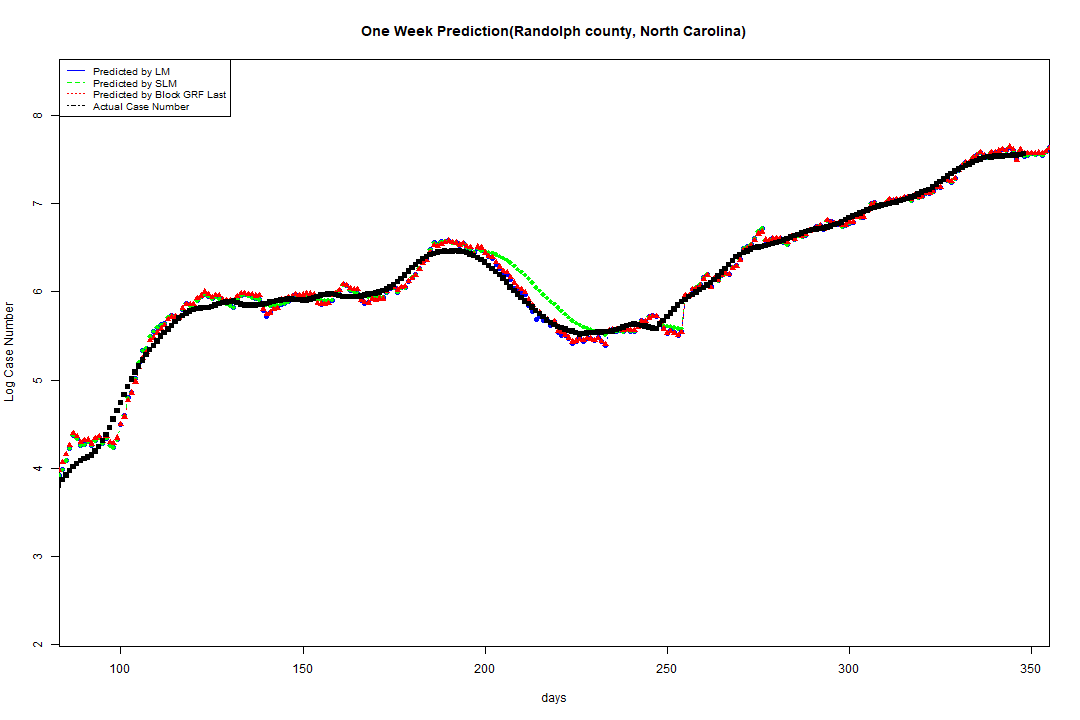 One Week Prediction(Randolph county, North Carolina)
Predicted by LM
Predicted by SLM
Predicted by Block GRF Last
Actual Case Number
8
7
6
5
4
3
2
Log Case Number
100 150 200 250 300 350
days